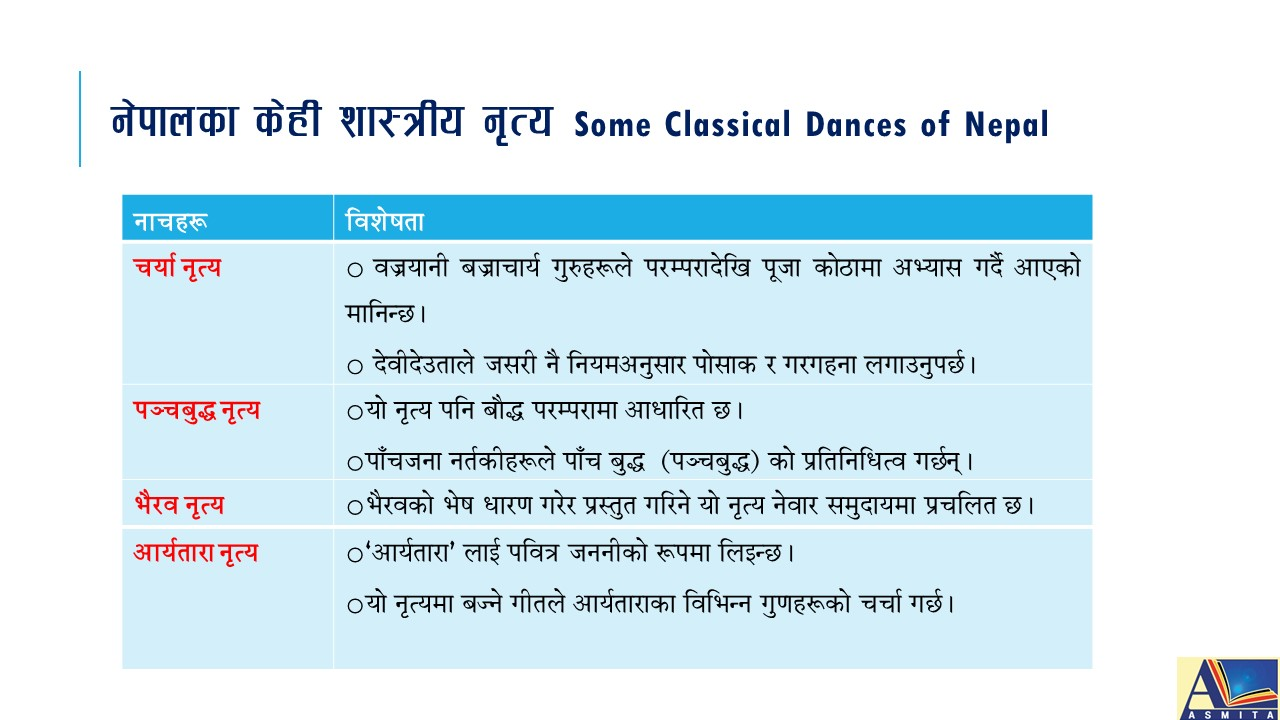 नेपालका केही शास्त्रीय नृत्य Some Classical Dances of Nepal
नाचहरू विशेषता
चर्या नृत्य ○ वज्रयानी बज्राचार्य गुरुहरूले परम्परादेखि पूजा कोठामा अभ्यास गर्दै आएको
मानिन्छ।
○ देवीदेउताले जसरी नै नियमअनुसार पोसाक र गरगहना लगाउनुपर्छ।
पञ्चबुद्ध नृत्य ○यो नृत्य पनि बौद्ध परम्परामा आधारित छ।
○पाँचजना नर्तकीहरूले पाँच बुद्ध (पञ्चबुद्ध) को प्रतिनिधित्व गर्छन्।
भैरव नृत्य ○भैरवको भेष धारण गरेर प्रस्तुत गरिने यो नृत्य नेवार समुदायमा प्रचलित छ।
आर्यतारा नृत्य ○‘आर्यतारा’ लाई पवित्र जननीको रूपमा लिइन्छ।
○यो नृत्यमा बज्ने गीतले आर्यताराका विभिन्न गुणहरूको चर्चा गर्छ।
ASMITA